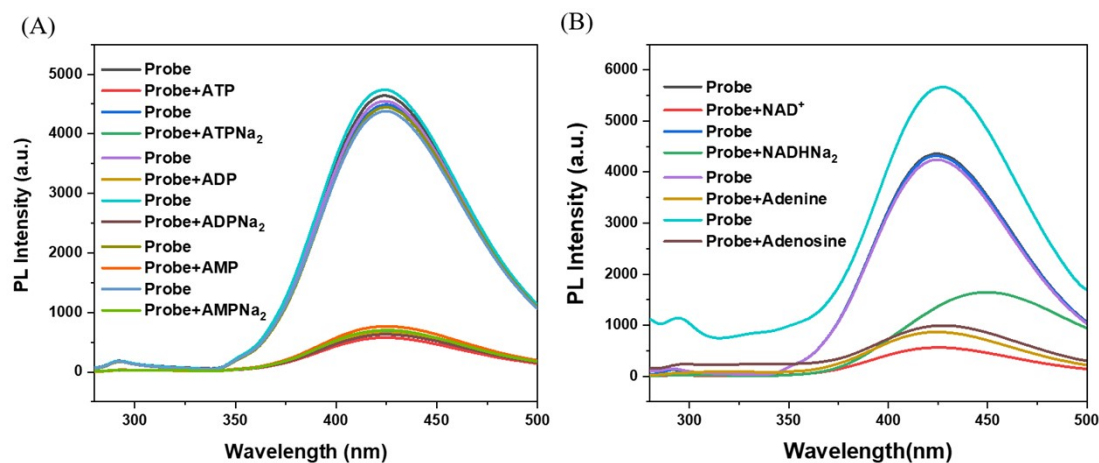 (A)
PL Intensity (a.u.)
5000
4000
3000
2000
1000
0
Probe
Probe+ATP
Probe
Probe+ATPNa₂
Probe
Probe+ADP
Probe
Probe+ADPNa₂
Probe
Probe+AMP
Probe
Probe+AMPNa₂
300 350 400 450 500
Wavelength (nm)
(B)
PL Intensity (a.u.)
6000
5000
4000
3000
2000
1000
0
Probe
Probe+NAD⁺
Probe
Probe+NADHNa₂
Probe
Probe+Adenine
Probe
Probe+Adenosine
300 350 400 450 500
Wavelength(nm)